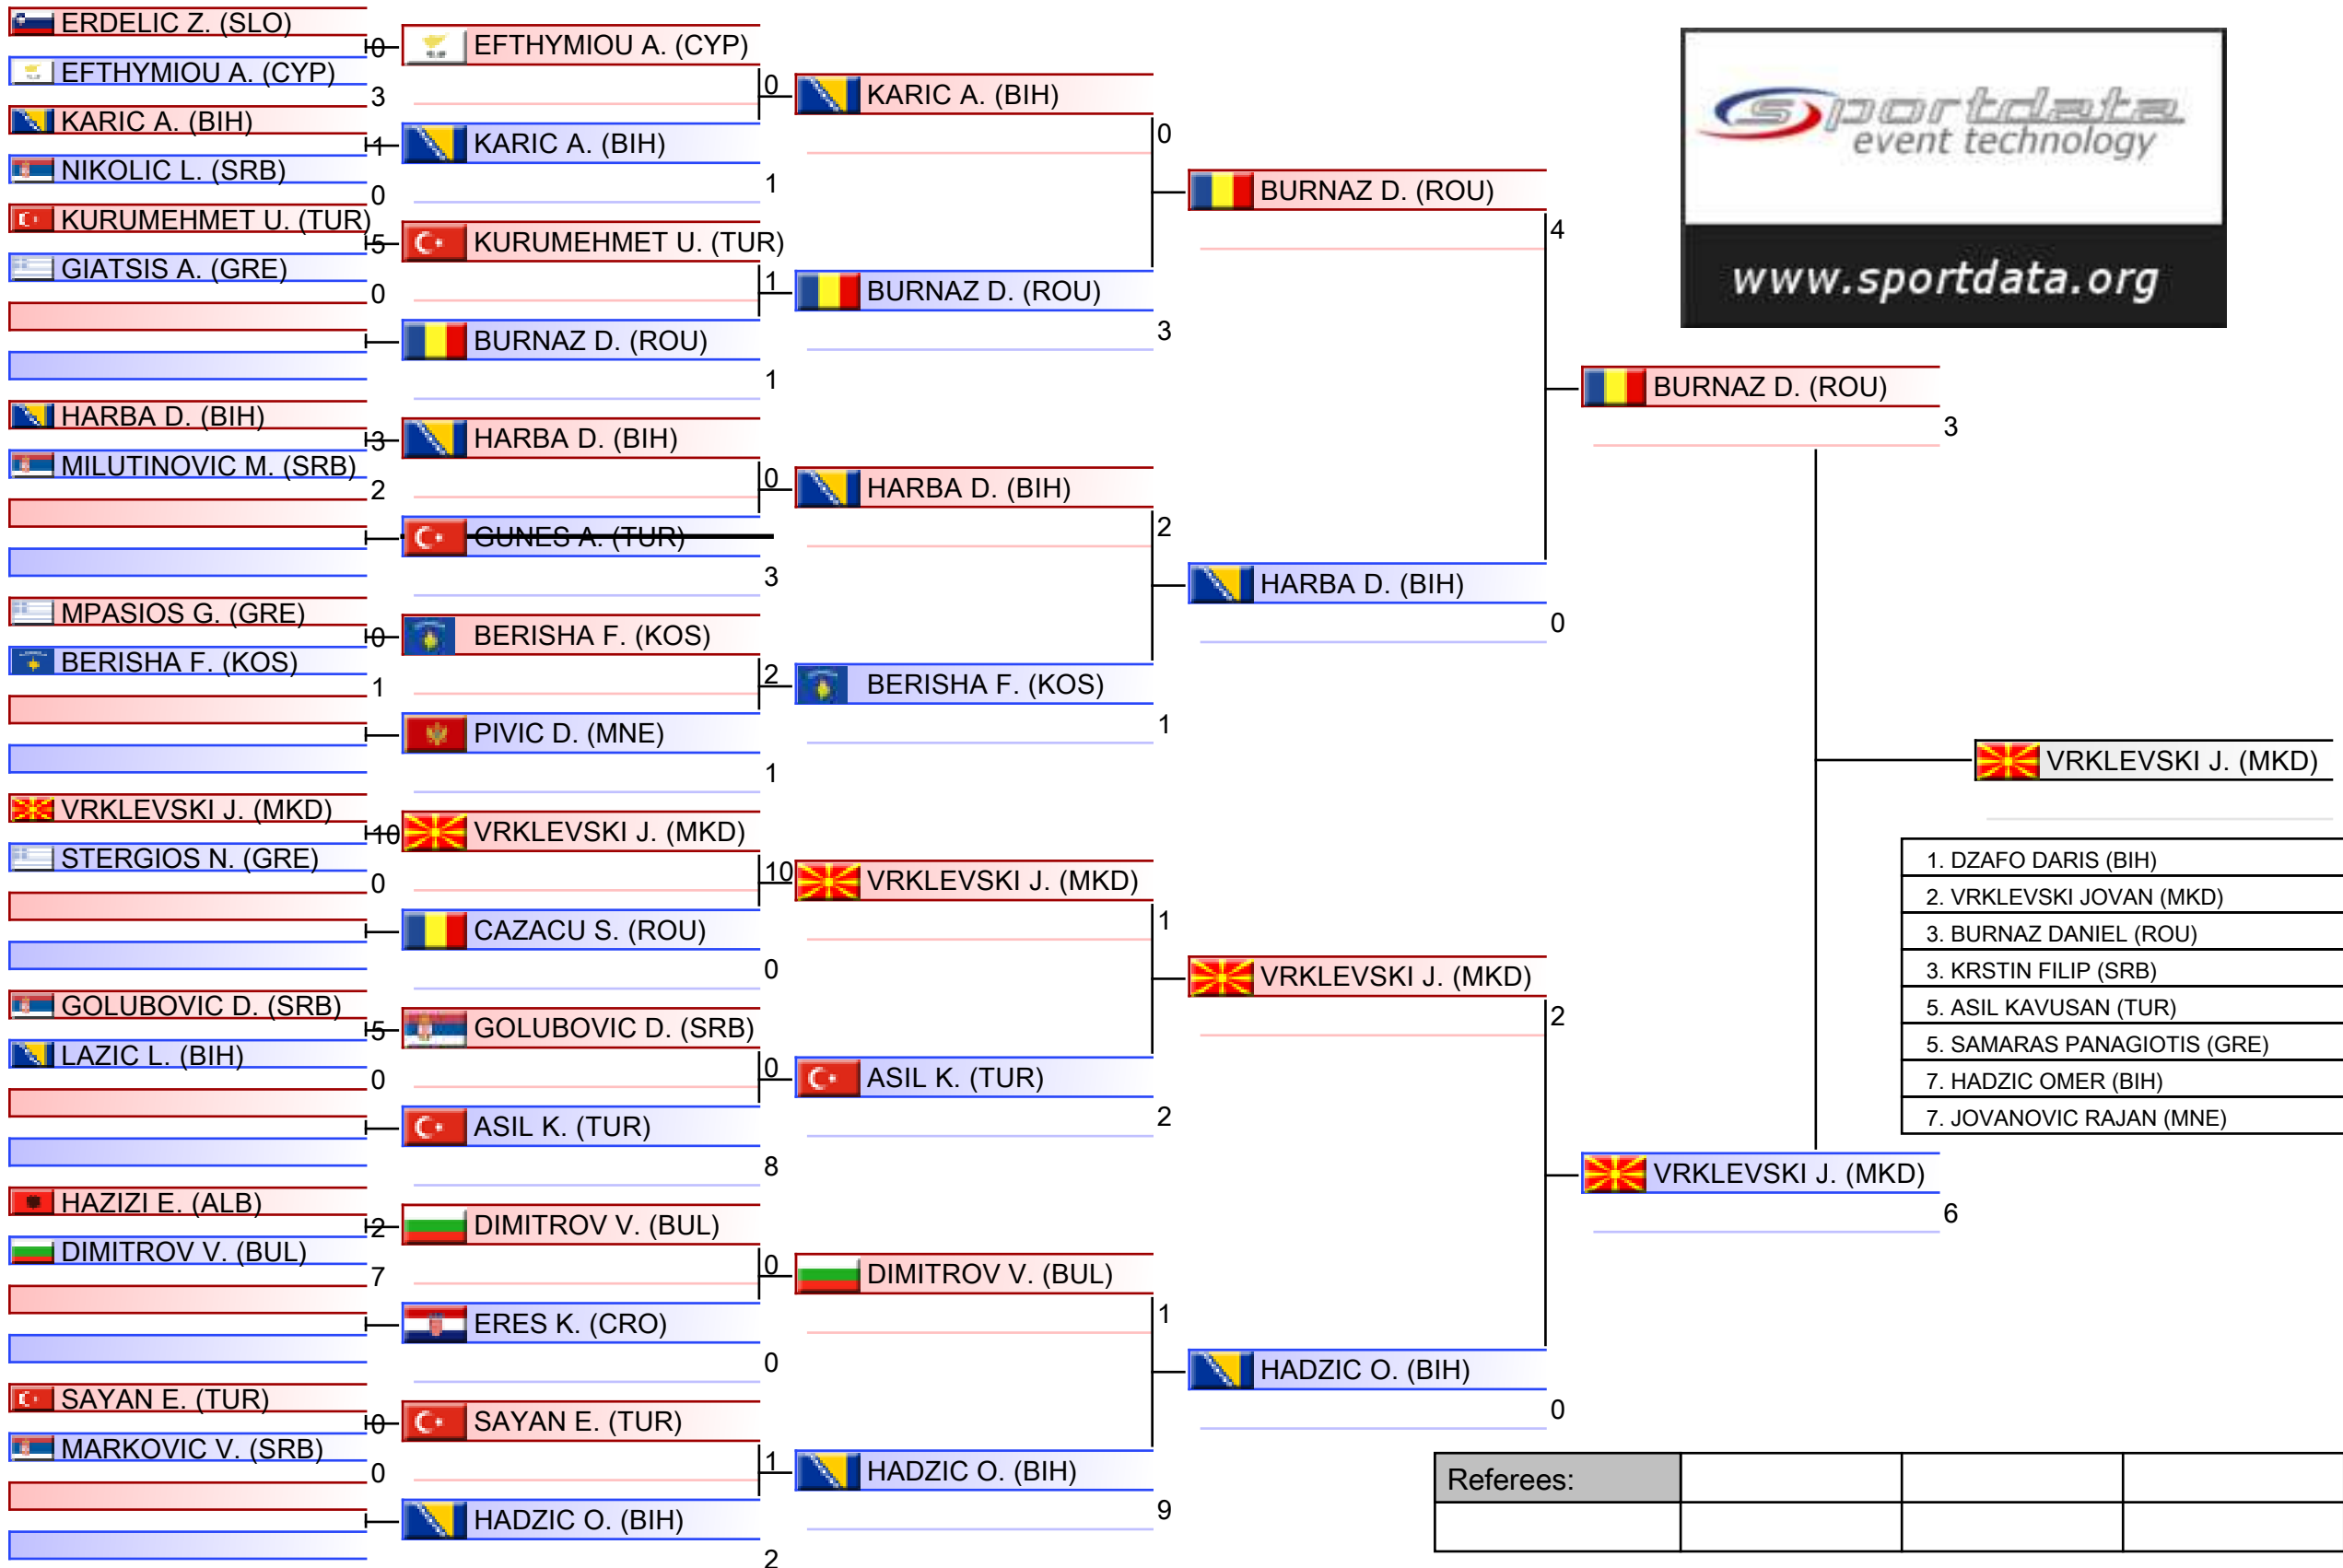 ERDELIC Z. (SLO)
0
EFTHYMIOU A. (CYP)
3
KARIC A. (BIH)
1
NIKOLIC L. (SRB)
0
KURUMEHMET U. (TUR)
5
GIATSIS A. (GRE)
0
HARBA D. (BIH)
3
MILUTINOVIC M. (SRB)
2
MPASIOS G. (GRE)
0
BERISHA F. (KOS)
1
VRKLEVSKI J. (MKD)
10
STERGIOS N. (GRE)
0
GOLUBOVIC D. (SRB)
5
LAZIC L. (BIH)
0
HAZIZI E. (ALB)
2
DIMITROV V. (BUL)
7
SAYAN E. (TUR)
0
MARKOVIC V. (SRB)
0
EFTHYMIOU A. (CYP)
0
KARIC A. (BIH)
1
KURUMEHMET U. (TUR)
1
BURNAZ D. (ROU)
1
HARBA D. (BIH)
0
GUNES A. (TUR)
3
BERISHA F. (KOS)
2
PIVIC D. (MNE)
1
VRKLEVSKI J. (MKD)
10
CAZACU S. (ROU)
0
GOLUBOVIC D. (SRB)
0
ASIL K. (TUR)
8
DIMITROV V. (BUL)
0
ERES K. (CRO)
0
SAYAN E. (TUR)
1
HADZIC O. (BIH)
2
KARIC A. (BIH)
0
BURNAZ D. (ROU)
3
HARBA D. (BIH)
2
BERISHA F. (KOS)
1
VRKLEVSKI J. (MKD)
1
ASIL K. (TUR)
2
DIMITROV V. (BUL)
1
HADZIC O. (BIH)
9
BURNAZ D. (ROU)
4
HARBA D. (BIH)
0
VRKLEVSKI J. (MKD)
2
HADZIC O. (BIH)
0
BURNAZ D. (ROU)
3
VRKLEVSKI J. (MKD)
6
VRKLEVSKI J. (MKD)
sportdata
event technology
www.sportdata.org
1. DZAFO DARIS (BIH)
2. VRKLEVSKI JOVAN (MKD)
3. BURNAZ DANIEL (ROU)
3. KRSTIN FILIP (SRB)
5. ASIL KAVUSAN (TUR)
5. SAMARAS PANAGIOTIS (GRE)
7. HADZIC OMER (BIH)
7. JOVANOVIC RAJAN (MNE)
Referees: